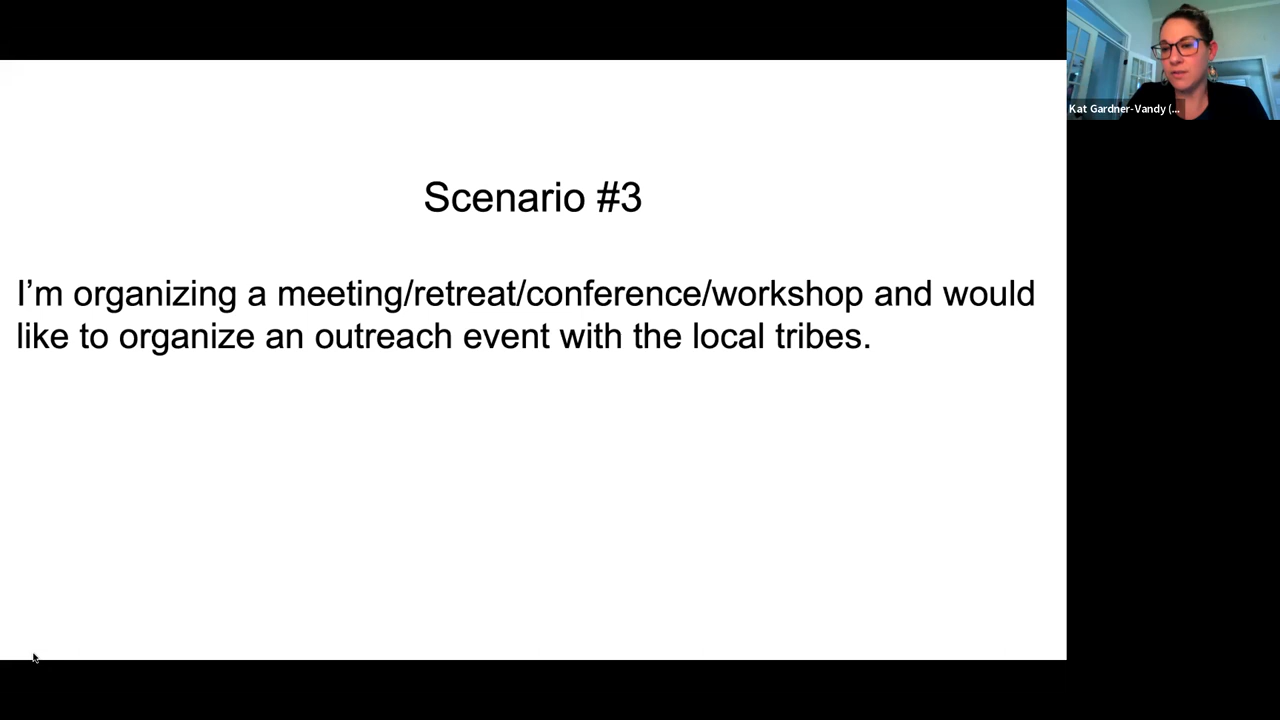 Scenario #3
I’m organizing a meeting/retreat/conference/workshop and would
like to organize an outreach event with the local tribes.
Kat Gardner-Vandy (...